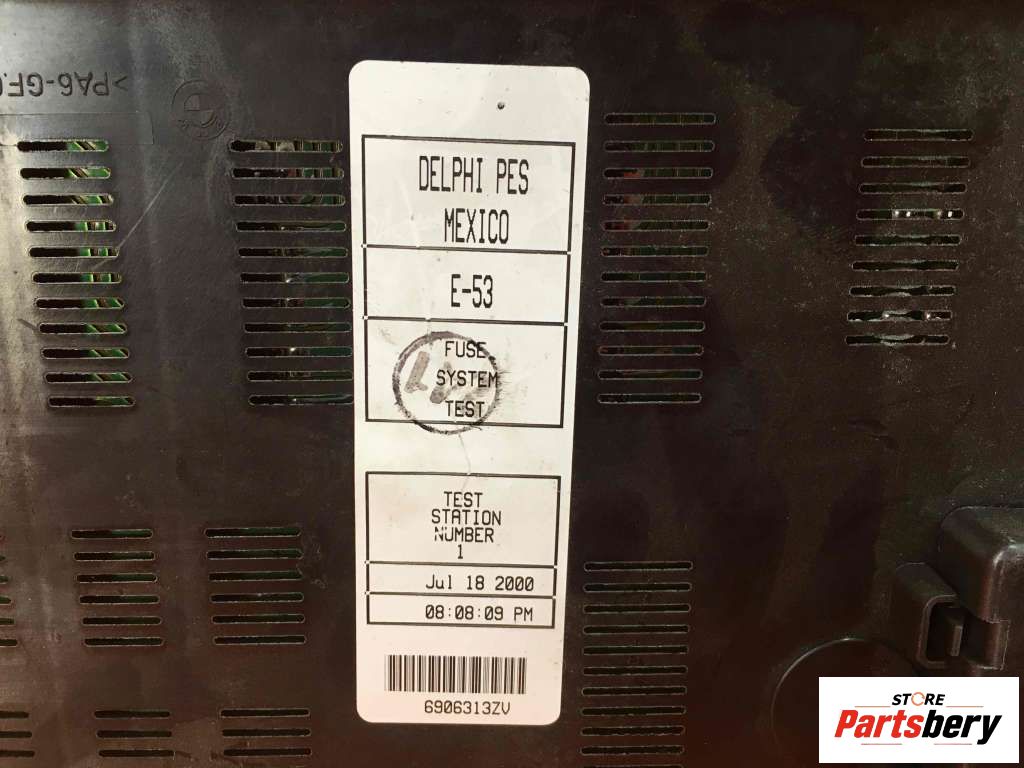 >PA6-GF.
DELPHI PES
MEXICO
E-53
FUSE
SYSTEM
TEST
TEST
STATION
NUMBER
1
Jul 18 2000
08:08:09 PM
6906313ZV
STORE
Partsbery